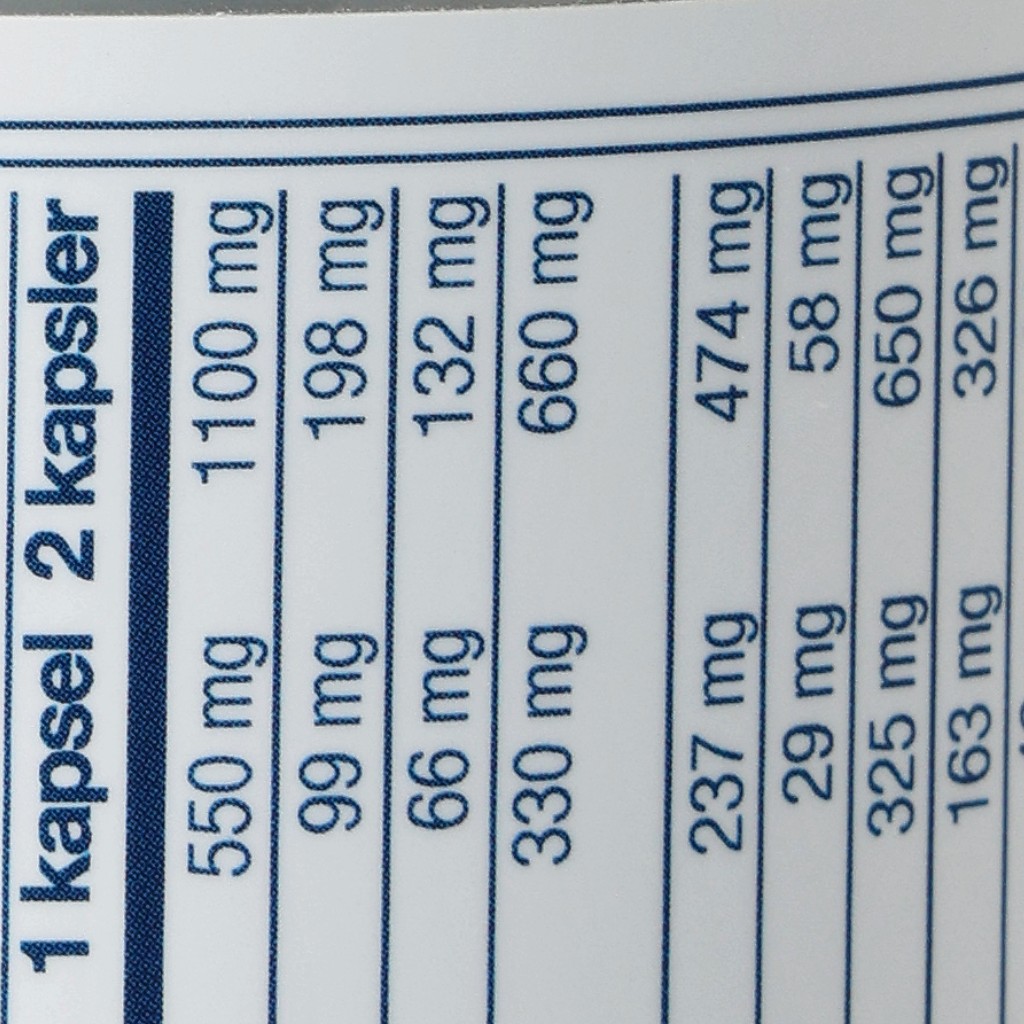 1 kapsel 2 kapsler
550 mg 1100 mg
99 mg 198 mg
66 mg 132 mg
330 mg 660 mg
237 mg 474 mg
29 mg 58 mg
325 mg 650 mg
163 mg 326 mg